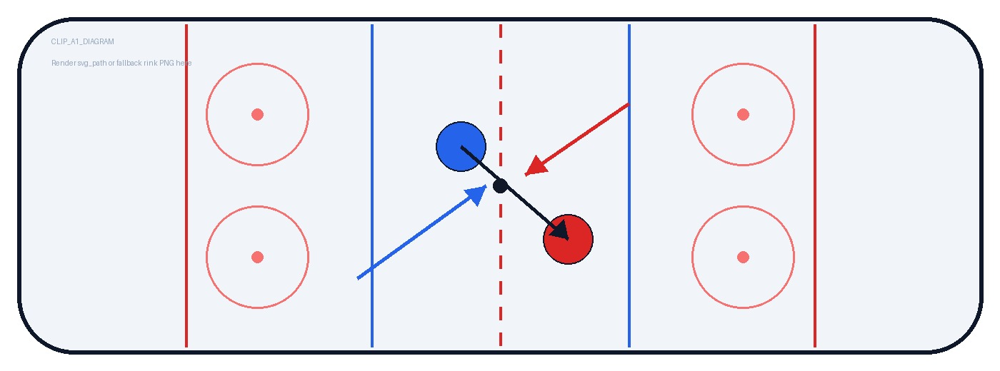 CLIP_A1_DIAGRAM
Render svg_path or fallback rink PNG here